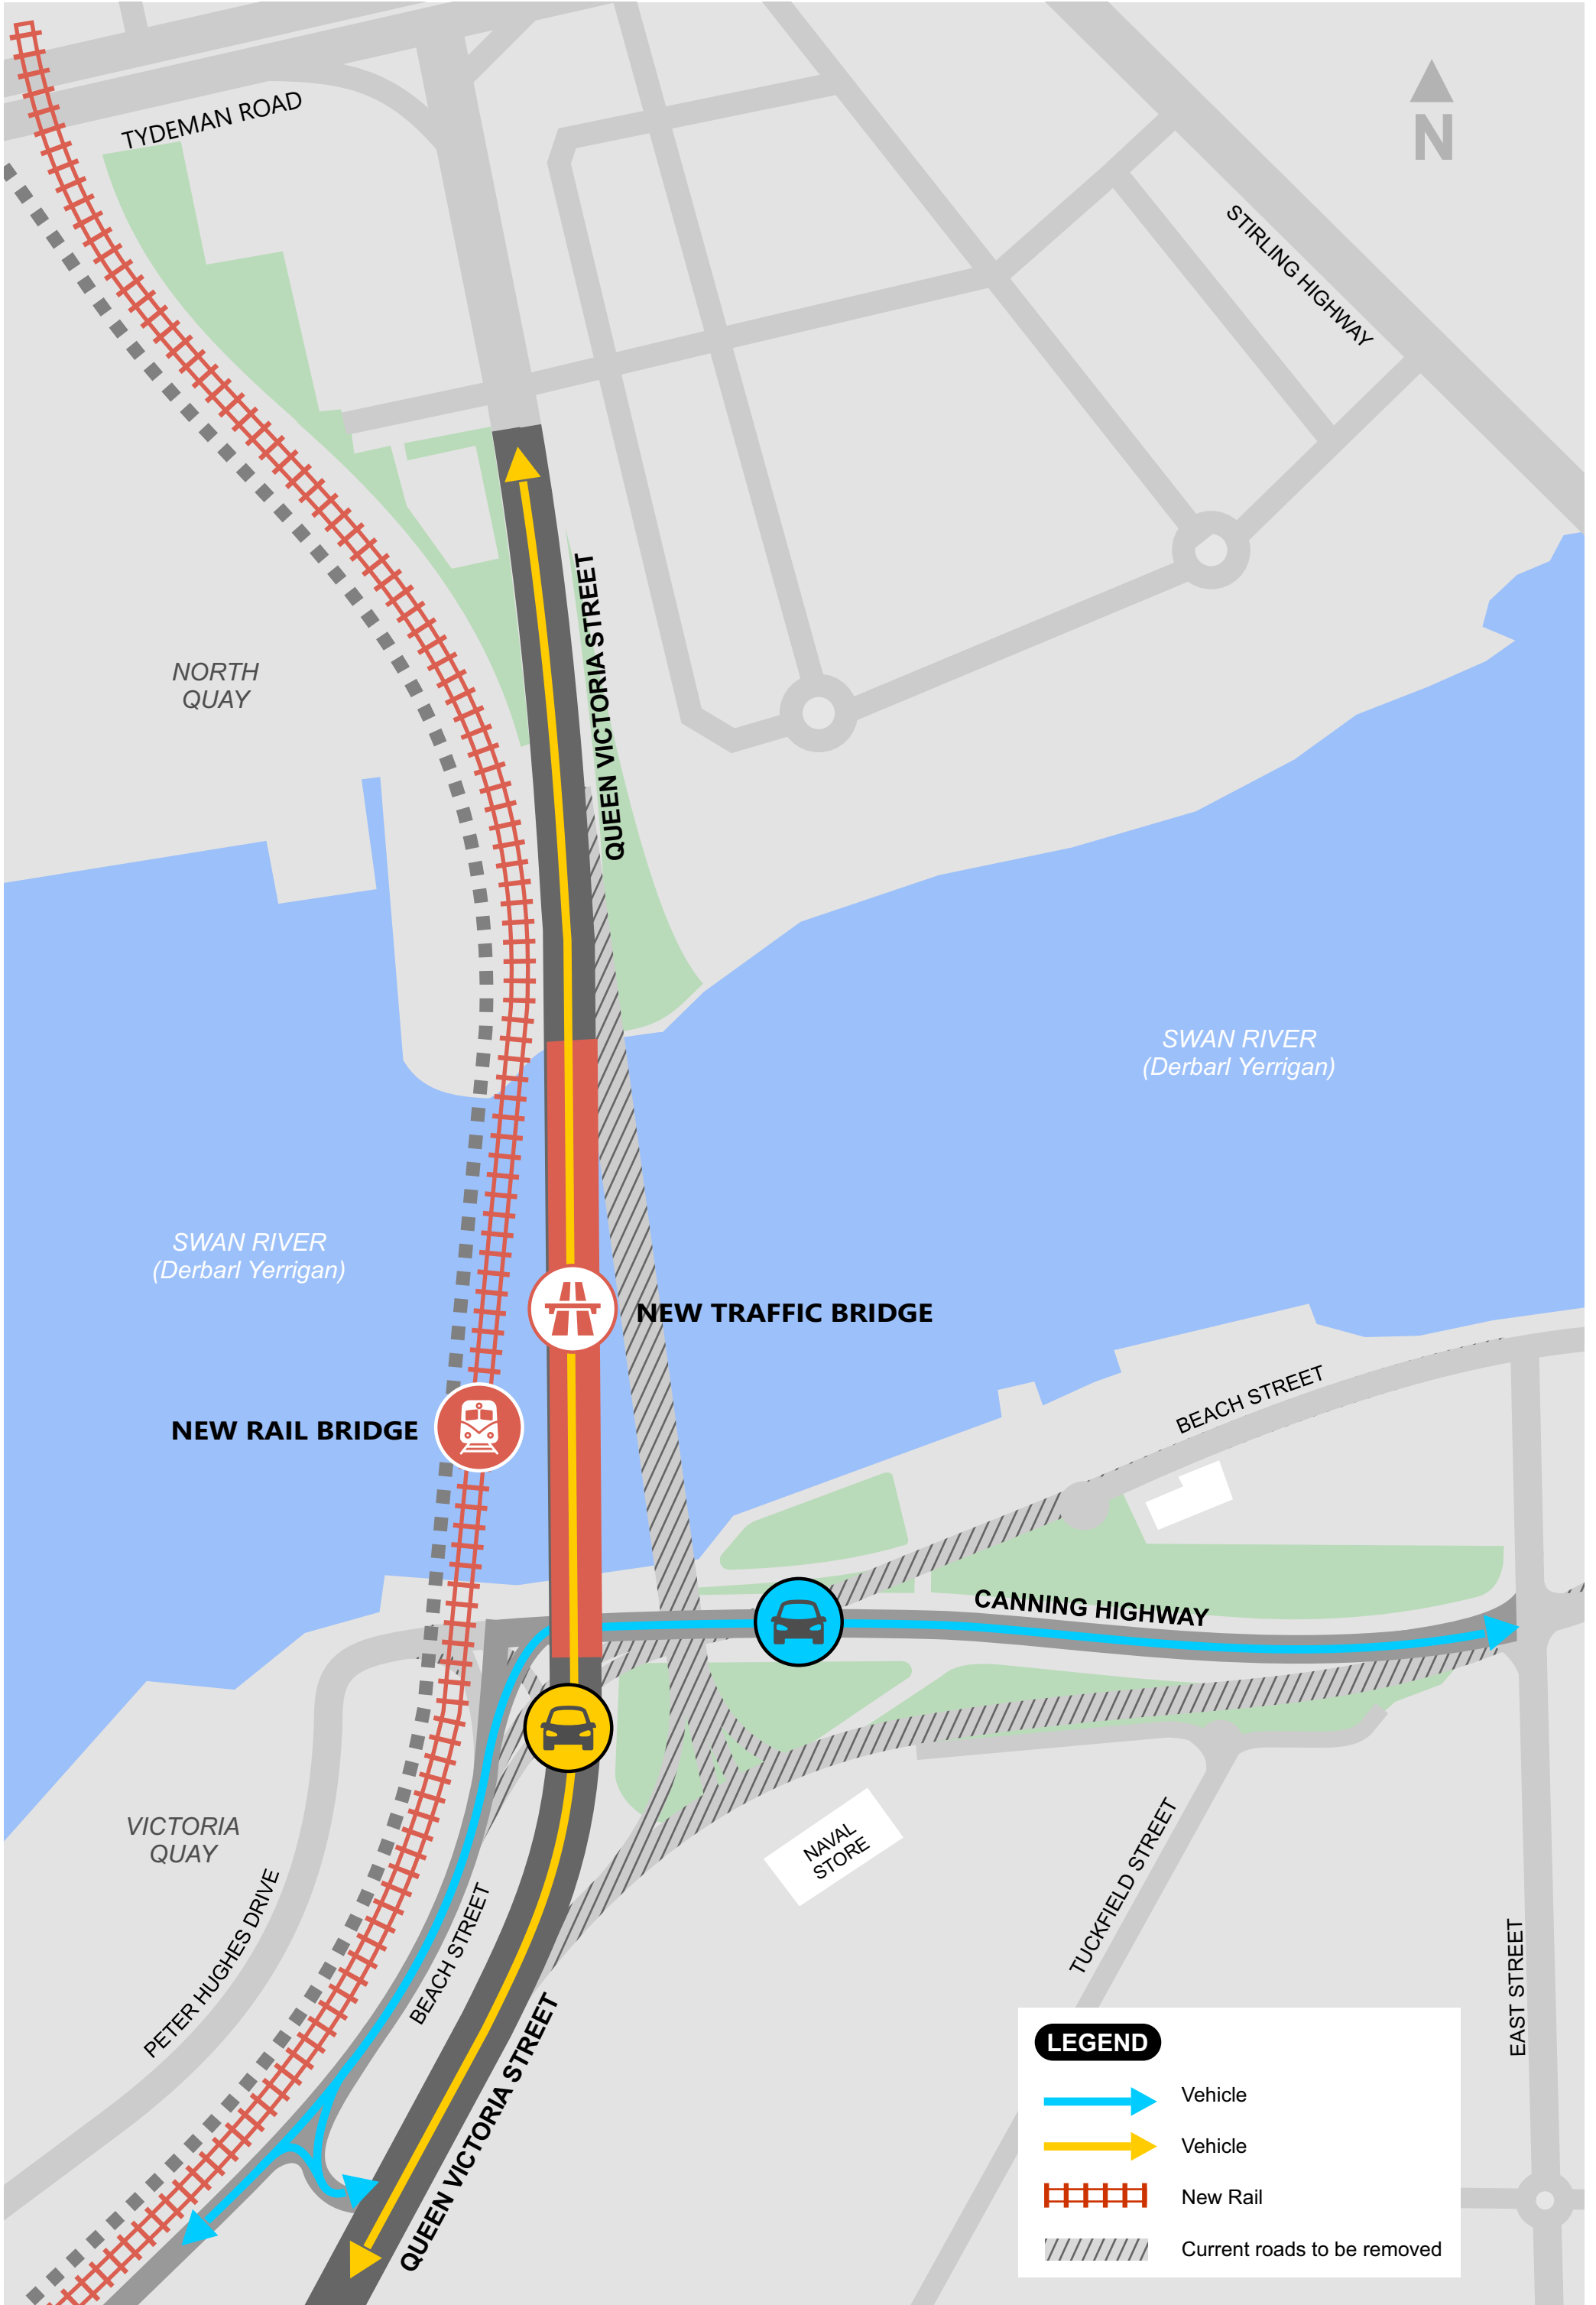 TYDEMAN ROAD
N
STIRLING HIGHWAY
NORTH
QUAY
QUEEN VICTORIA STREET
SWAN RIVER
(Derbarl Yerrigan)
SWAN RIVER
(Derbarl Yerrigan)
NEW TRAFFIC BRIDGE
BEACH STREET
NEW RAIL BRIDGE
CANNING HIGHWAY
VICTORIA
QUAY
NAVAL
STORE
PETER HUGHES DRIVE
BEACH STREET
TUCKFIELD STREET
EAST STREET
QUEEN VICTORIA STREET
LEGEND
Vehicle
Vehicle
New Rail
Current roads to be removed